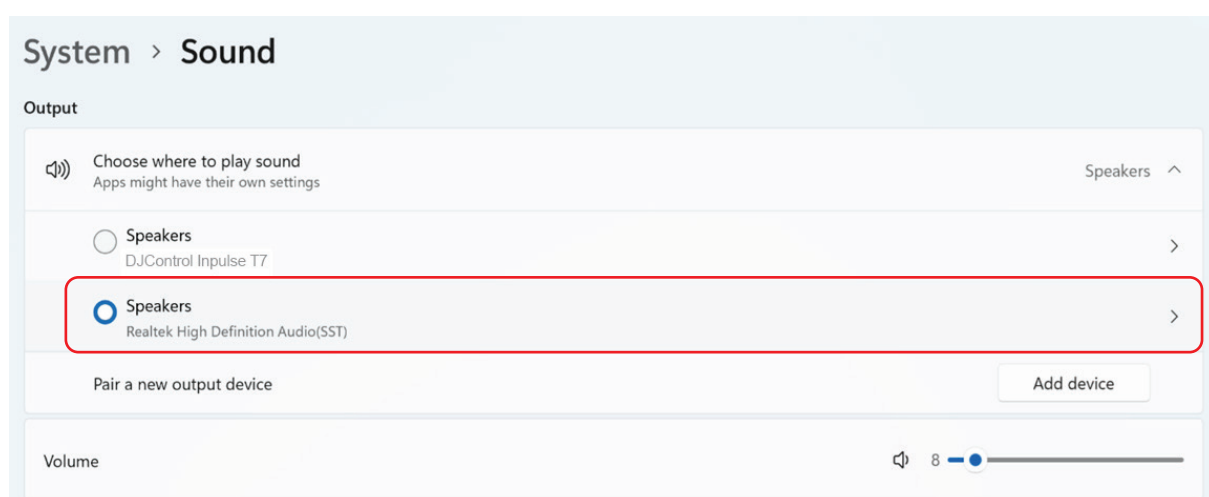 System > Sound
Output
Choose where to play sound
Apps might have their own settings
Speakers
Speakers
DJControl Inpulse T7
Speakers
Realtek High Definition Audio(SST)
Pair a new output device
Add device
Volume
8